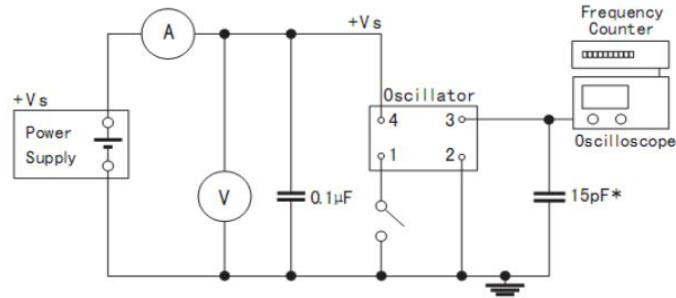 Frequency
Counter
+Vs
A
Oscillator
+Vs
4 3
Power
Supply
1 2
Oscilloscope
V
0.1μF
15pF*